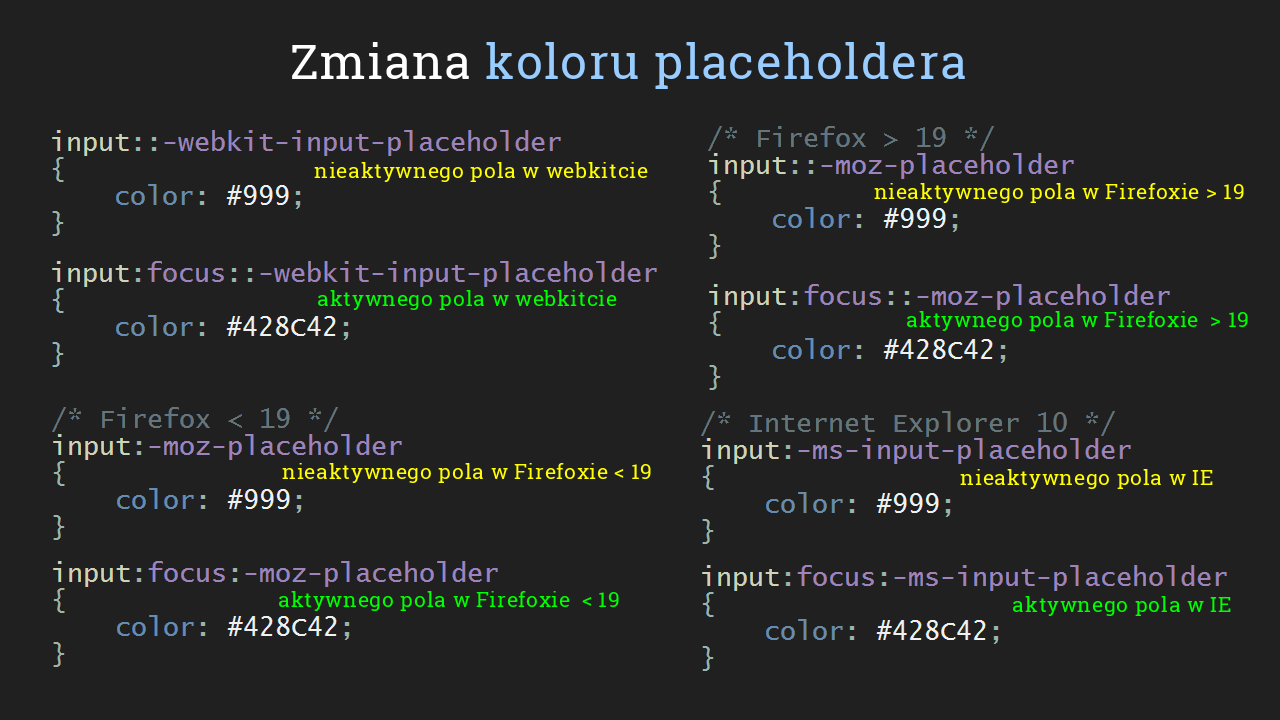 Zmiana koloru placeholdera
input::-webkit-input-placeholder
{
nieaktywnego pola w webkitcie
color: #999;
}
input:focus::-webkit-input-placeholder
{
aktywnego pola w webkitcie
color: #428C42;
}
/* Firefox < 19 */
input:-moz-placeholder
{
nieaktywnego pola w Firefoxie < 19
color: #999;
}
input:focus:-moz-placeholder
{
aktywnego pola w Firefoxie < 19
color: #428C42;
}
/* Firefox > 19 */
input::-moz-placeholder
{
nieaktywnego pola w Firefoxie > 19
color: #999;
}
input:focus::-moz-placeholder
{
aktywnego pola w Firefoxie > 19
color: #428C42;
}
/* Internet Explorer 10 */
input:-ms-input-placeholder
{
nieaktywnego pola w IE
color: #999;
}
input:focus:-ms-input-placeholder
{
aktywnego pola w IE
color: #428C42;
}